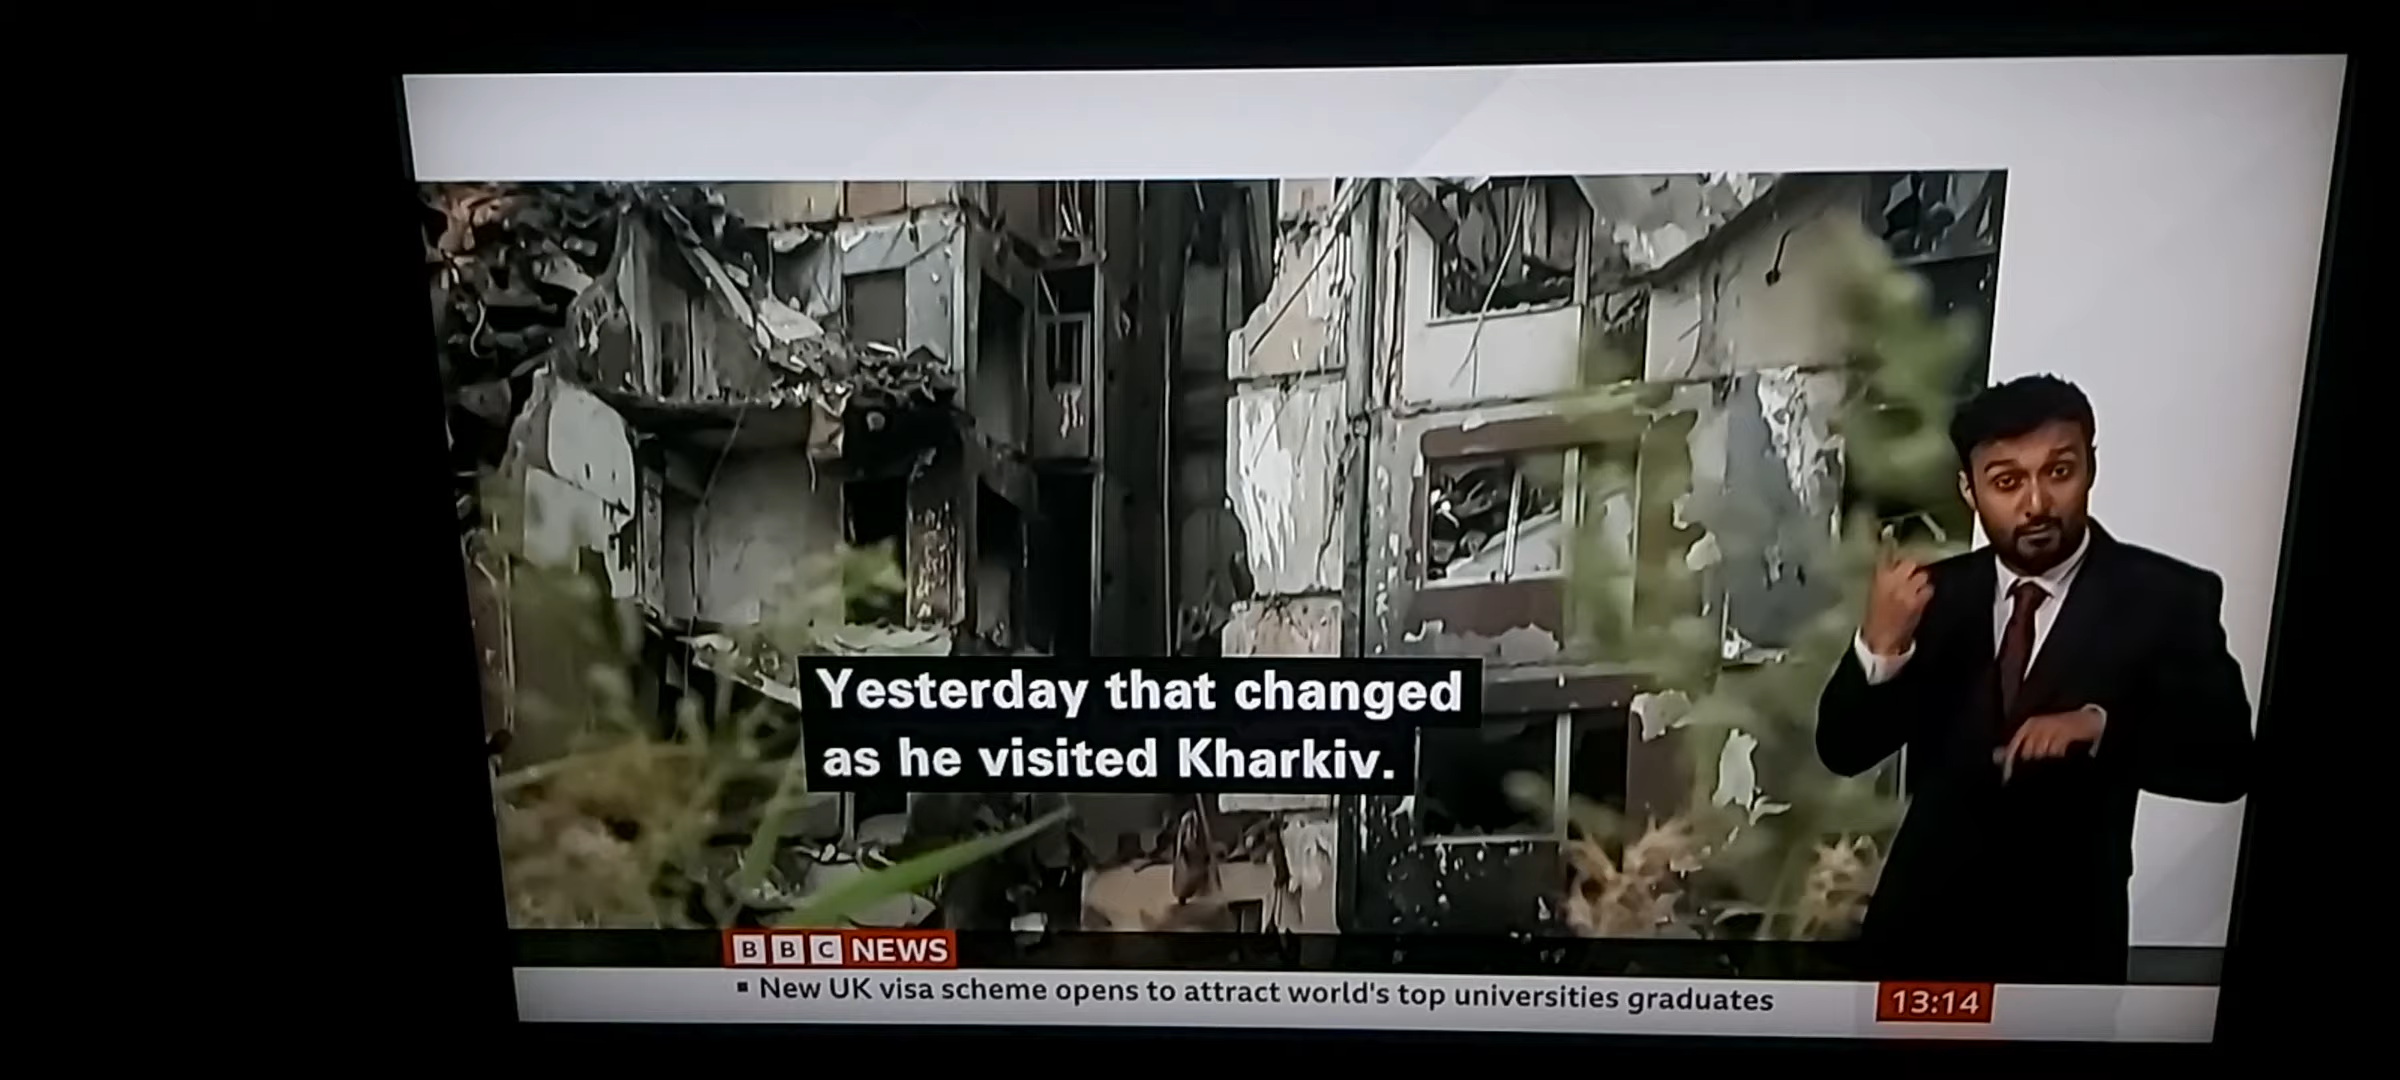 Yesterday that changed
as he visited Kharkiv.
BBC NEWS
▪ New UK visa scheme opens to attract world's top universities graduates
13:14